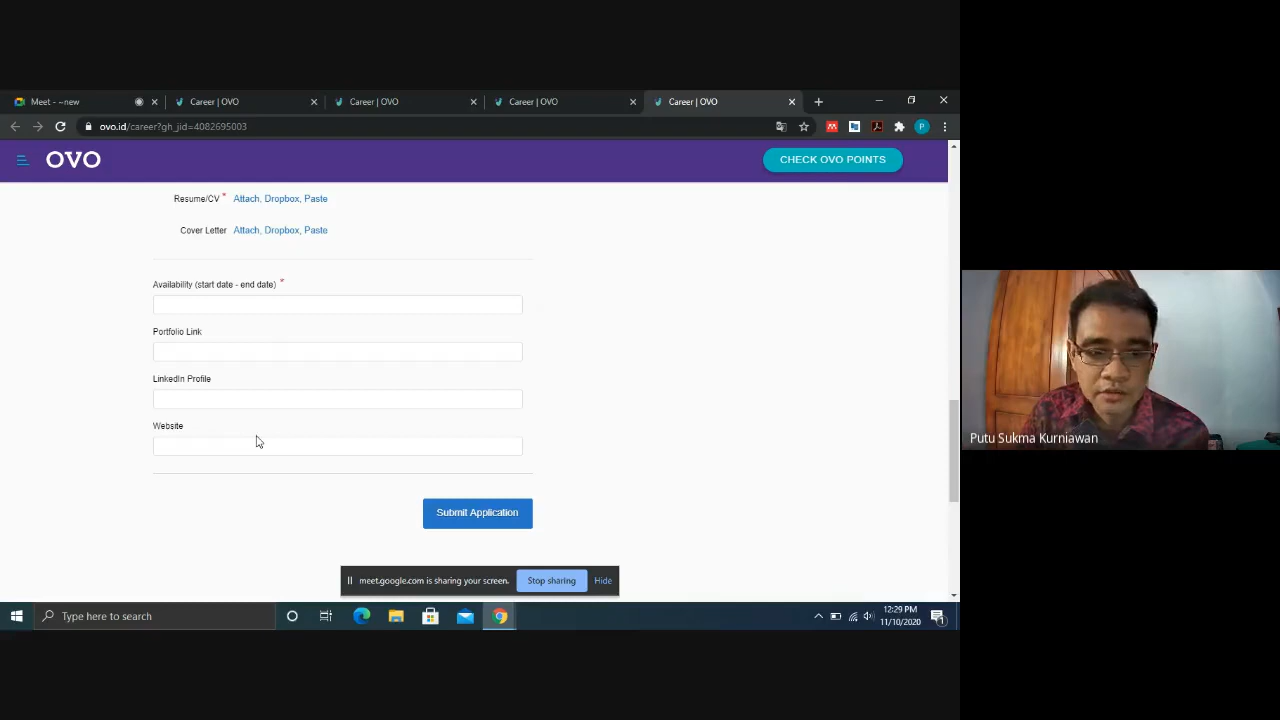 Meet - ~new
Career | OVO
Career | OVO
Career | OVO
Career | OVO
ovo.id/career?gh_jid=4082695003
P
OVO
CHECK OVO POINTS
Resume/CV * Attach, Dropbox, Paste
Cover Letter Attach, Dropbox, Paste
Availability (start date - end date) *
Portfolio Link
LinkedIn Profile
Website
Submit Application
meet.google.com is sharing your screen. Stop sharing Hide
Putu Sukma Kurniawan
Type here to search
12:29 PM
11/10/2020
1